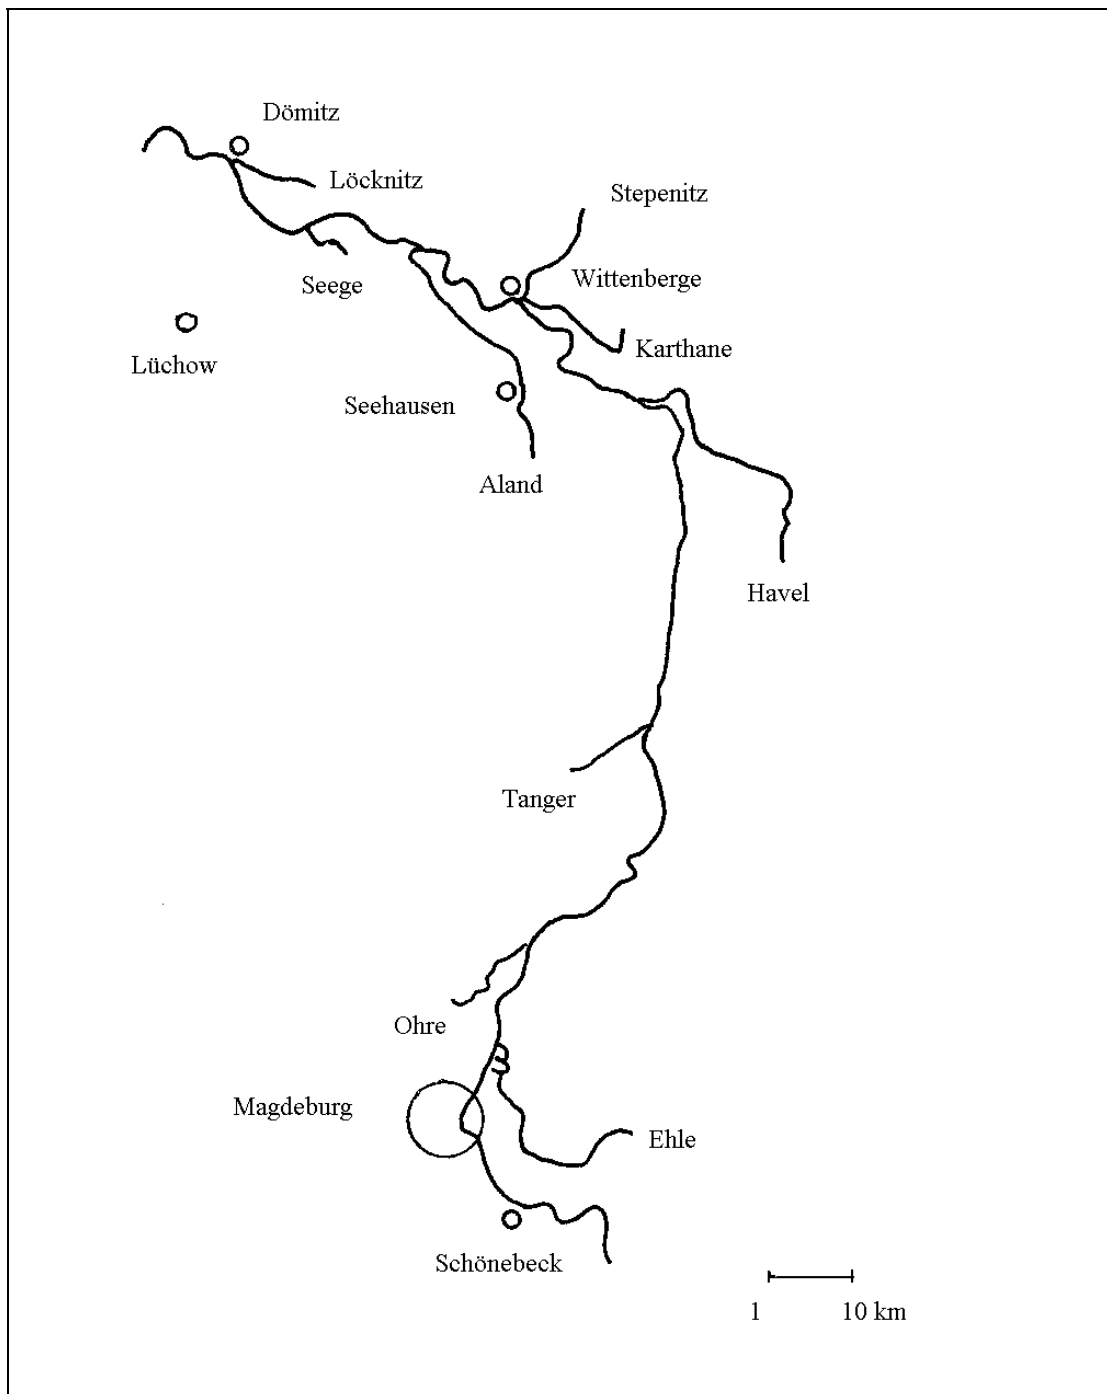 Dömitz
Löcknitz
Stepenitz
Seege
Wittenberge
Lüchow
Karthane
Seehausen
Aland
Havel
Tanger
Ohre
Magdeburg
Ehle
Schönebeck
1 10 km